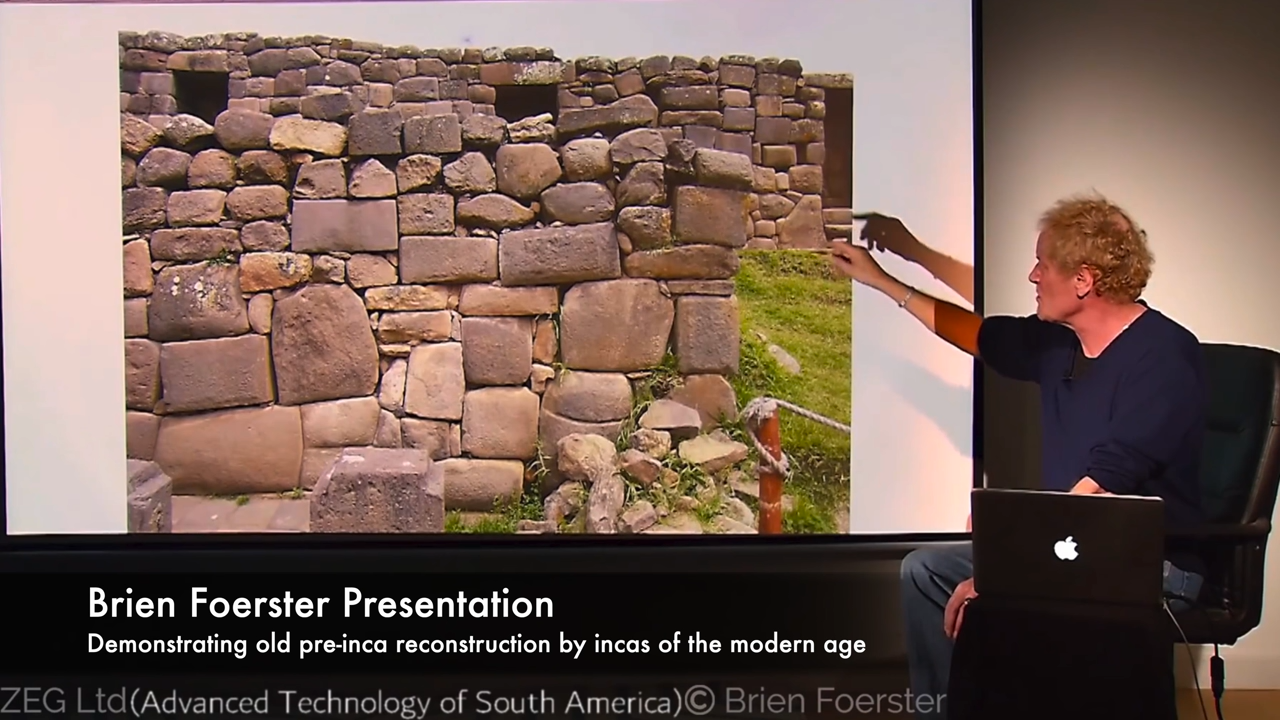 Brien Foerster Presentation
Demonstrating old pre-inca reconstruction by incas of the modern age
ZEG Ltd(Advanced Technology of South America)© Brien Foerster